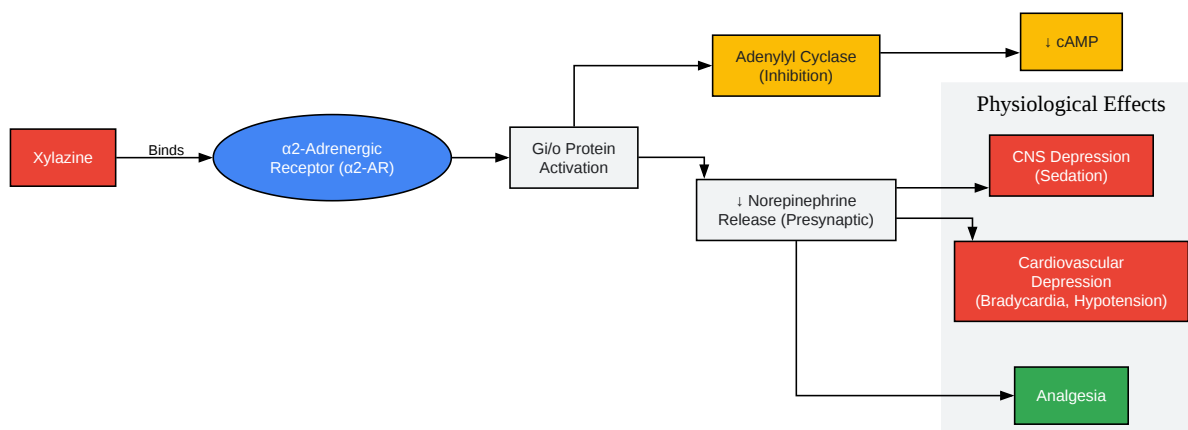 Xylazine
Binds
α2-Adrenergic
Receptor (α2-AR)
Gi/o Protein
Activation
Adenylyl Cyclase
(Inhibition)
↓ cAMP
↓ Norepinephrine
Release (Presynaptic)
Physiological Effects
CNS Depression
(Sedation)
Cardiovascular
Depression
(Bradycardia, Hypotension)
Analgesia